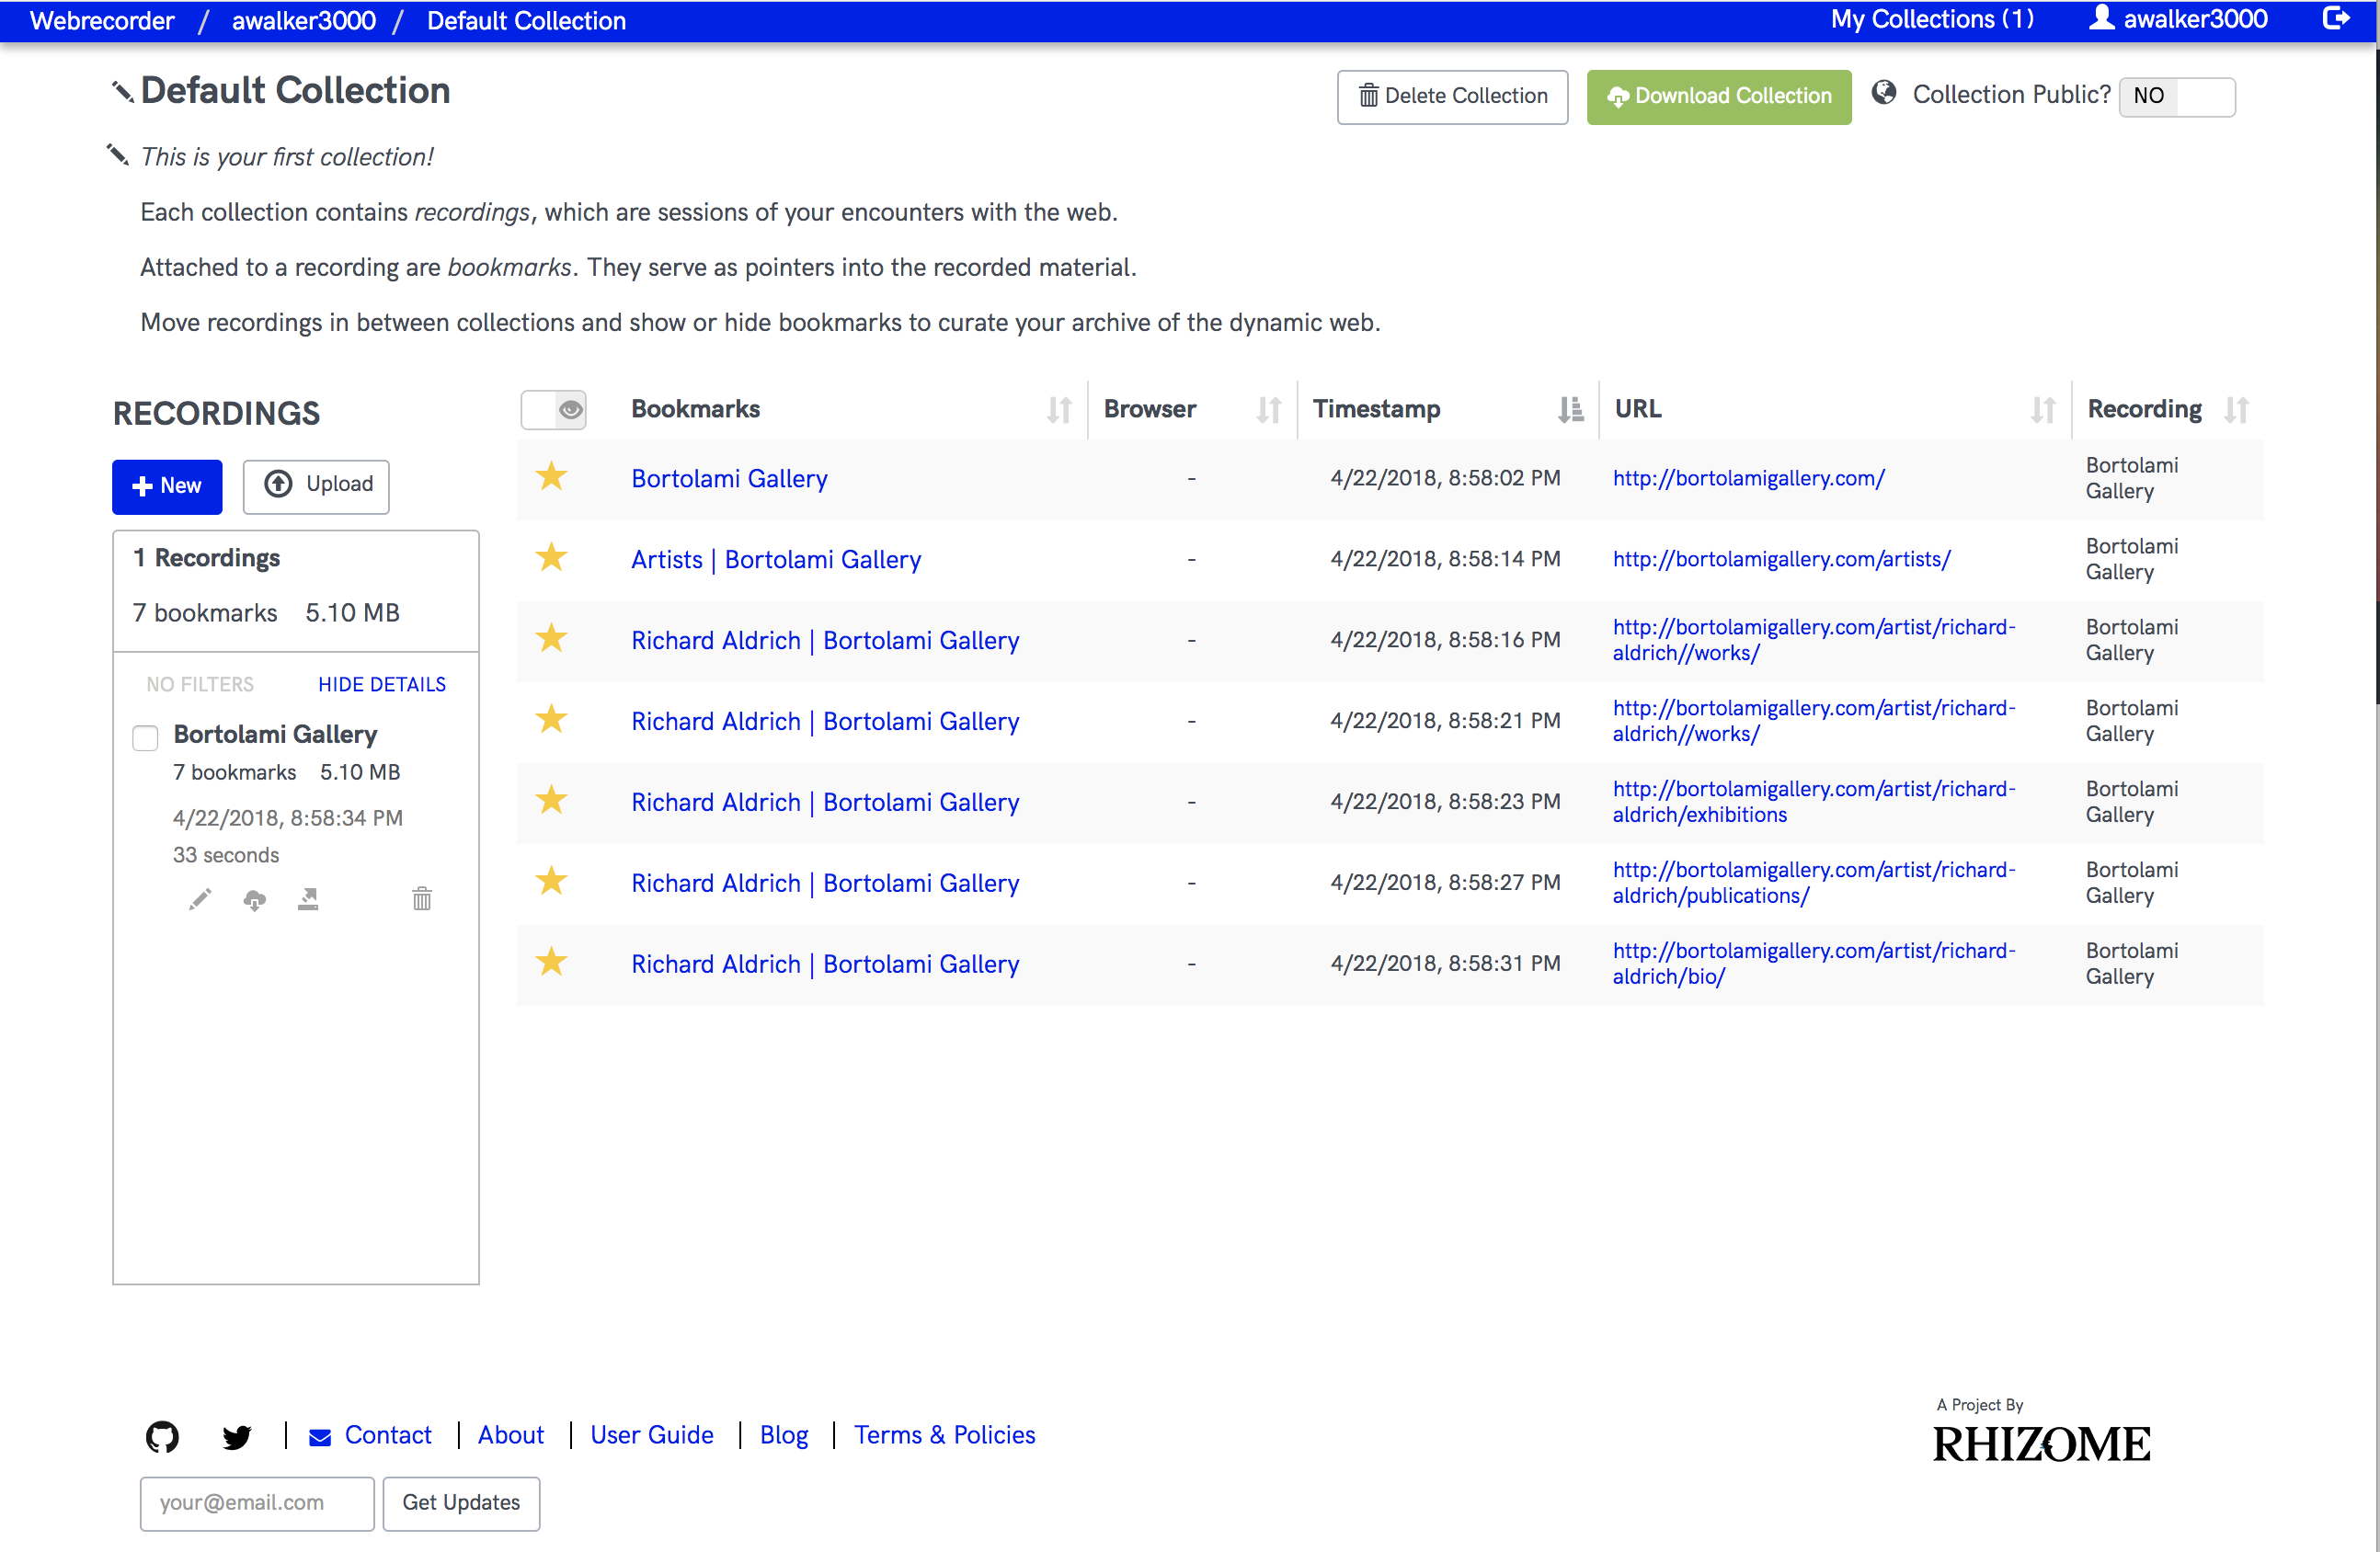 Webrecorder / awalker3000 / Default Collection My Collections (1) awalker3000
Default Collection
Delete Collection Download Collection Collection Public? NO
This is your first collection!
Each collection contains recordings, which are sessions of your encounters with the web.
Attached to a recording are bookmarks. They serve as pointers into the recorded material.
Move recordings in between collections and show or hide bookmarks to curate your archive of the dynamic web.
RECORDINGS
New Upload
1 Recordings
7 bookmarks 5.10 MB
NO FILTERS HIDE DETAILS
Bortolami Gallery
7 bookmarks 5.10 MB
4/22/2018, 8:58:34 PM
33 seconds
Bookmarks Browser Timestamp URL Recording
Bortolami Gallery - 4/22/2018, 8:58:02 PM http://bortolamigallery.com/ Bortolami
Gallery
Artists | Bortolami Gallery - 4/22/2018, 8:58:14 PM http://bortolamigallery.com/artists/ Bortolami
Gallery
Richard Aldrich | Bortolami Gallery - 4/22/2018, 8:58:16 PM http://bortolamigallery.com/artist/richard- Bortolami
aldrich//works/ Gallery
Richard Aldrich | Bortolami Gallery - 4/22/2018, 8:58:21 PM http://bortolamigallery.com/artist/richard- Bortolami
aldrich//works/ Gallery
Richard Aldrich | Bortolami Gallery - 4/22/2018, 8:58:23 PM http://bortolamigallery.com/artist/richard- Bortolami
aldrich/exhibitions Gallery
Richard Aldrich | Bortolami Gallery - 4/22/2018, 8:58:27 PM http://bortolamigallery.com/artist/richard- Bortolami
aldrich/publications/ Gallery
Richard Aldrich | Bortolami Gallery - 4/22/2018, 8:58:31 PM http://bortolamigallery.com/artist/richard- Bortolami
aldrich/bio/ Gallery
Contact | About | User Guide | Blog | Terms & Policies
your@email.com Get Updates
A Project By
RHIZOME